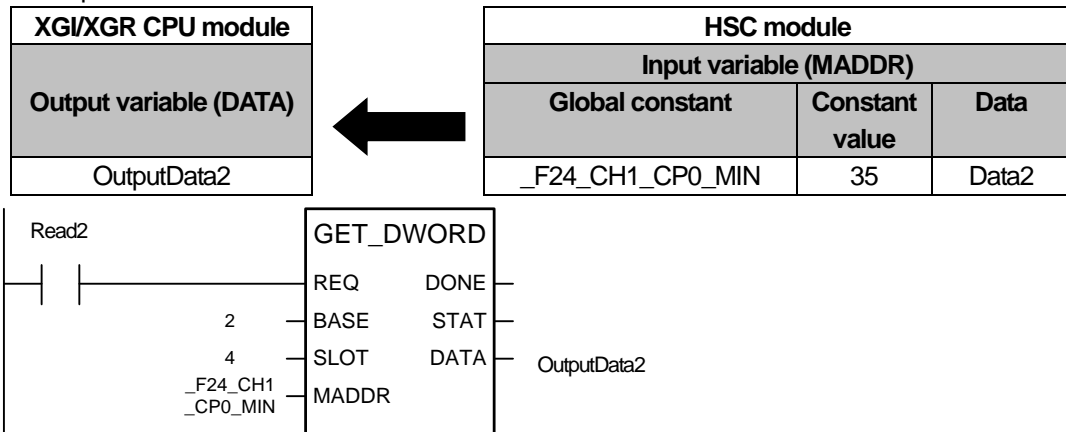 XGI/XGR CPU module
HSC module
Output variable (DATA)
Input variable (MADDR)
Global constant
Constant value
Data
OutputData2
_F24_CH1_CP0_MIN
35
Data2
Read2
GET_DWORD
REQ DONE
2 BASE STAT
4 SLOT DATA OutputData2
_F24_CH1
_CP0_MIN
MADDR